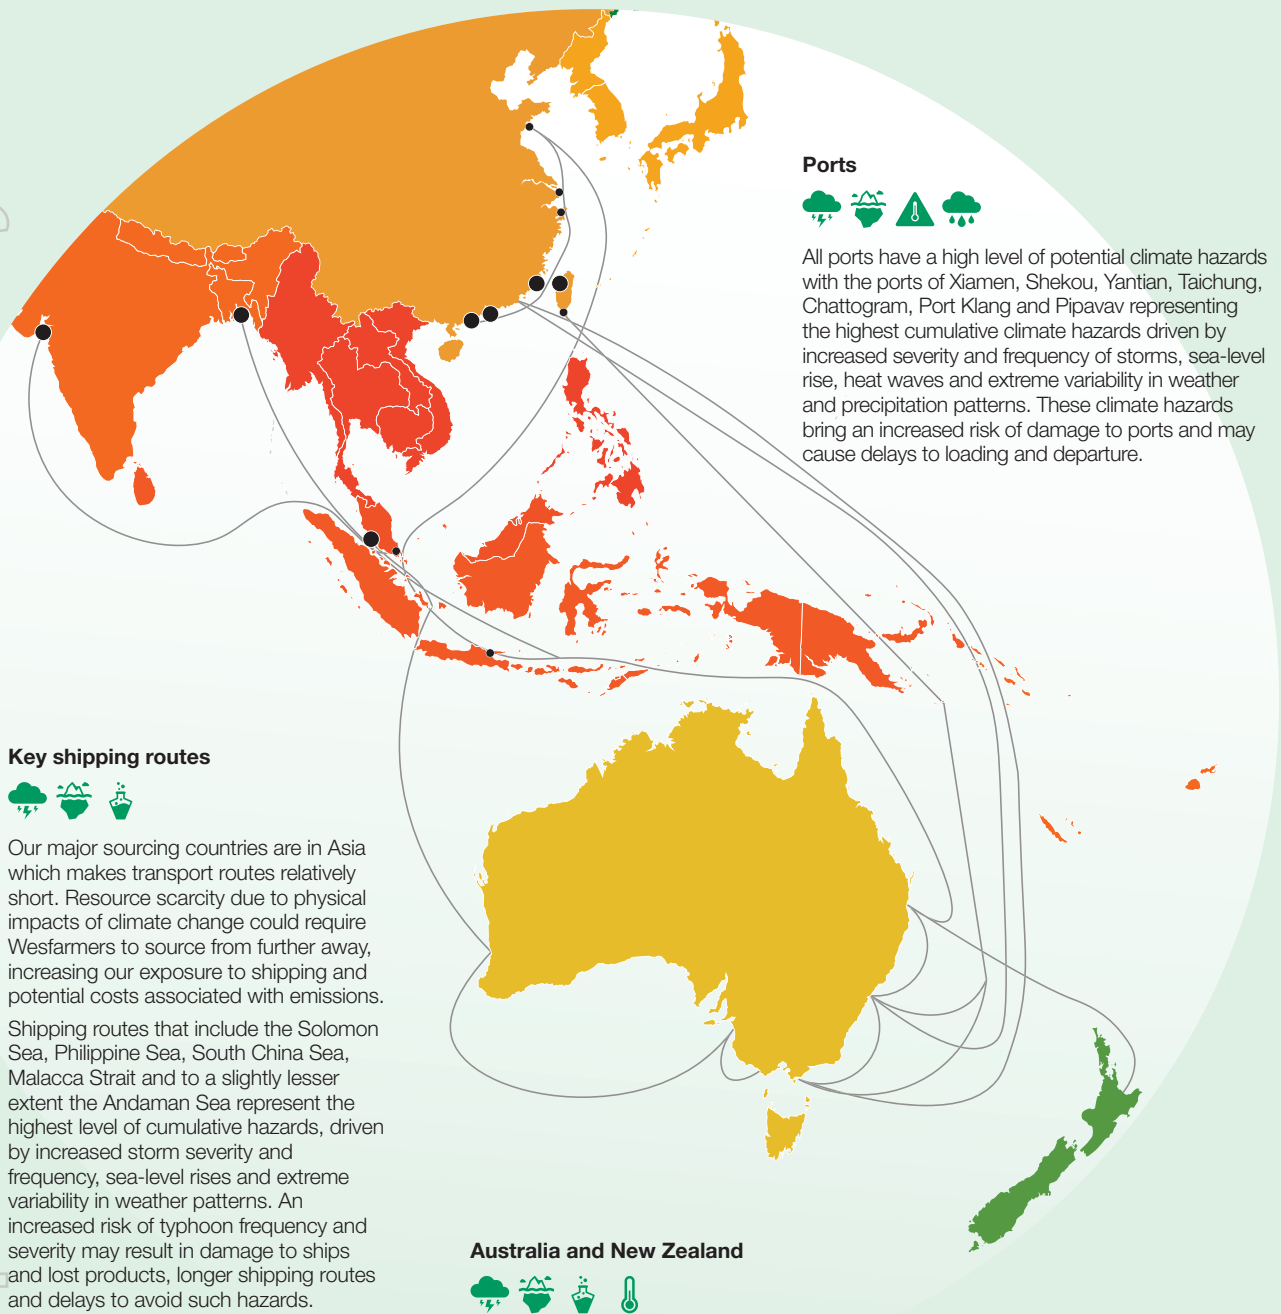 Ports
All ports have a high level of potential climate hazards
with the ports of Xiamen, Shekou, Yantian, Taichung,
Chattogram, Port Klang and Pipavav representing
the highest cumulative climate hazards driven by
increased severity and frequency of storms, sea-level
rise, heat waves and extreme variability in weather
and precipitation patterns. These climate hazards
bring an increased risk of damage to ports and may
cause delays to loading and departure.
Key shipping routes
Our major sourcing countries are in Asia
which makes transport routes relatively
short. Resource scarcity due to physical
impacts of climate change could require
Wesfarmers to source from further away,
increasing our exposure to shipping and
potential costs associated with emissions.
Shipping routes that include the Solomon
Sea, Philippine Sea, South China Sea,
Malacca Strait and to a slightly lesser
extent the Andaman Sea represent the
highest level of cumulative hazards, driven
by increased storm severity and
frequency, sea-level rises and extreme
variability in weather patterns. An
increased risk of typhoon frequency and
severity may result in damage to ships
and lost products, longer shipping routes
and delays to avoid such hazards.
Australia and New Zealand